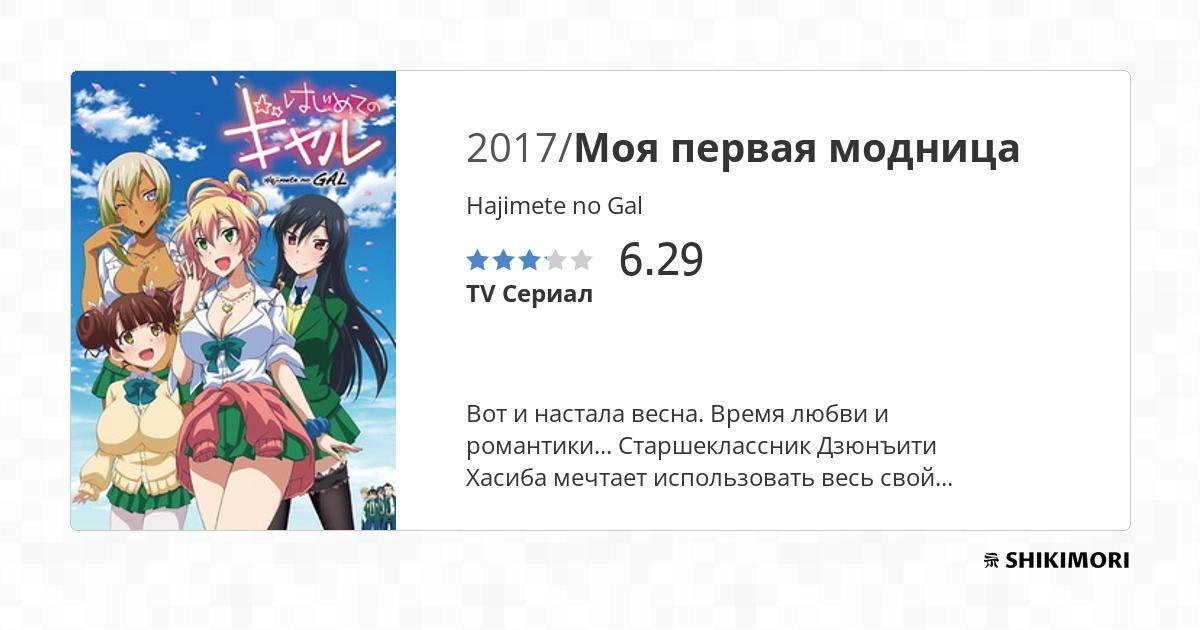 はじめての
ギャル
Hajimete no GAL
2017/Моя первая модница
Hajimete no Gal
6.29
TV Сериал
Вот и настала весна. Время любви и
романтики... Старшеклассник Дзюнъити
Хасиба мечтает использовать весь свой...
SHIKIMORI